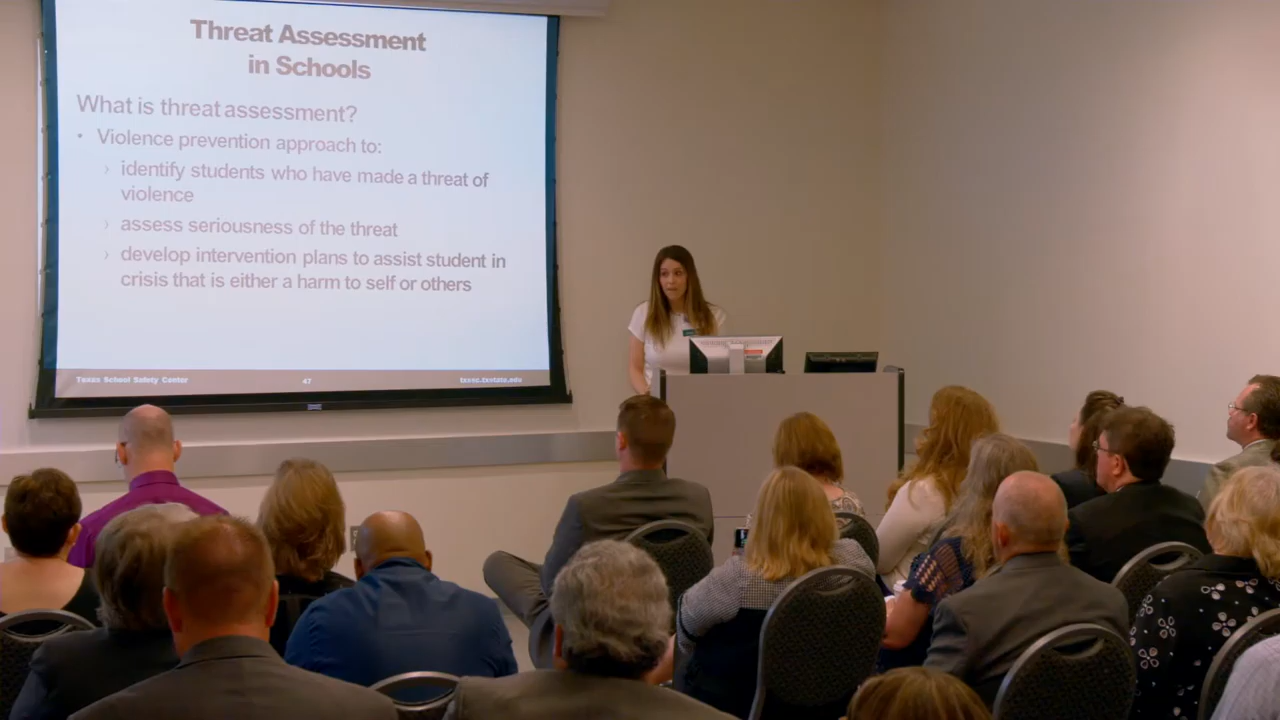 Threat Assessment
in Schools
What is threat assessment?
• Violence prevention approach to:
› identify students who have made a threat of
violence
› assess seriousness of the threat
› develop intervention plans to assist student in
crisis that is either a harm to self or others
Texas School Safety Center 47 txssc.txstate.edu